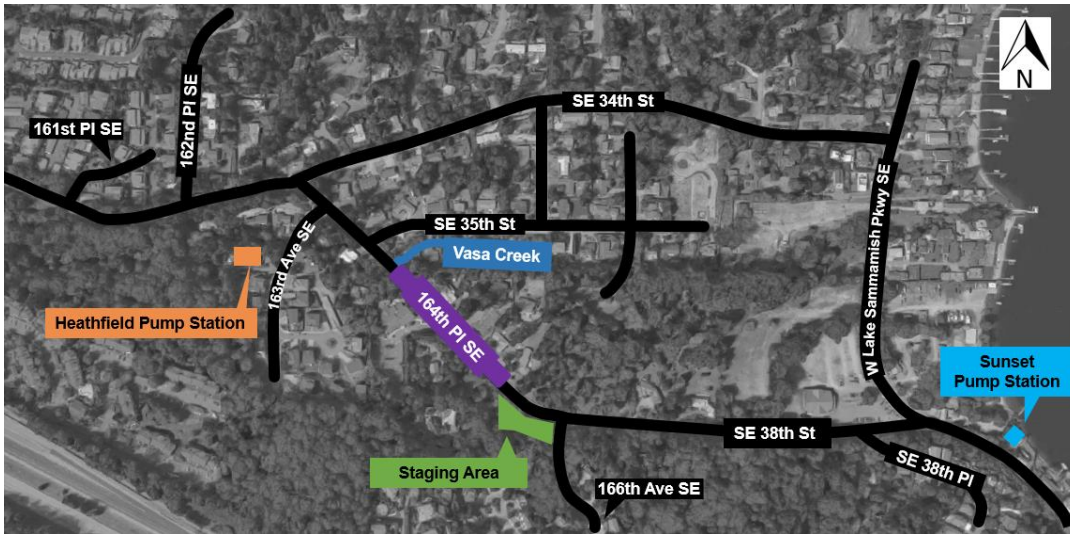 N
SE 34th St
161st Pl SE
162nd Pl SE
SE 35th St
163rd Ave SE
Vasa Creek
W Lake Sammamish Pkwy SE
Heathfield Pump Station
164th Pl SE
Sunset
Pump Station
SE 38th St
Staging Area
SE 38th Pl
166th Ave SE